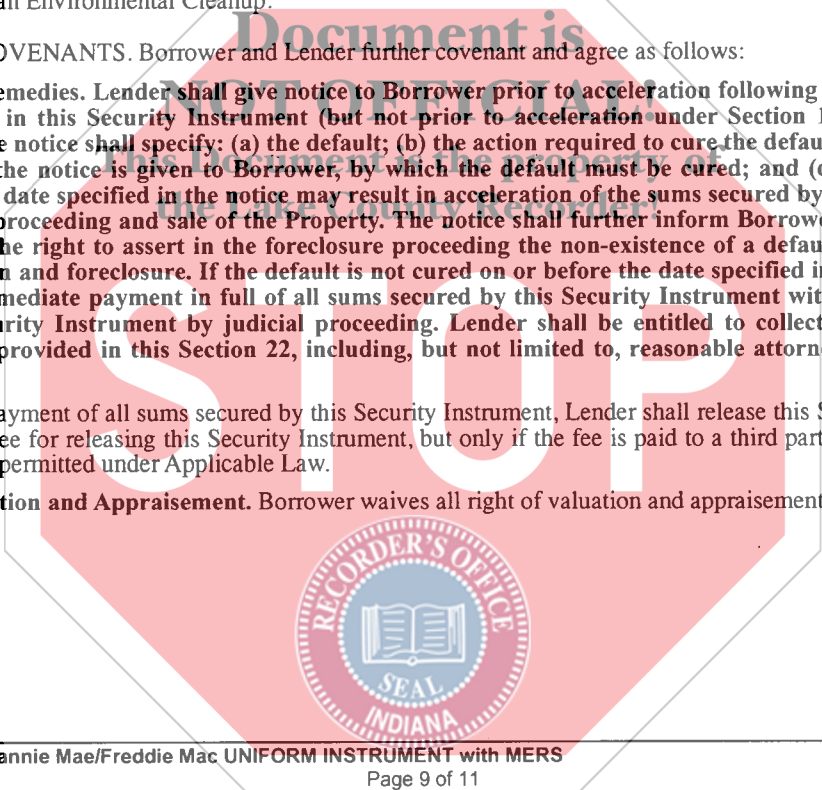 an Environmental Cleanup.
Document is
OVENANTS. Borrower and Lender further covenant and agree as follows:
emedies. Lender shall give notice to Borrower prior to acceleration following
NOT OFFICIAL!
in this Security Instrument (but not prior to acceleration under Section 1
e notice shall specify: (a) the default; (b) the action required to cure the defau
This Document is the property of
the notice is given to Borrower, by which the default must be cured; and (
date specified in the notice may result in acceleration of the sums secured by
the Lake County Recorder!
proceeding and sale of the Property. The notice shall further inform Borrowe
he right to assert in the foreclosure proceeding the non-existence of a defau
n and foreclosure. If the default is not cured on or before the date specified i
mediate payment in full of all sums secured by this Security Instrument wit
rity Instrument by judicial proceeding. Lender shall be entitled to collect
provided in this Section 22, including, but not limited to, reasonable attorn
STOP
ayment of all sums secured by this Security Instrument, Lender shall release this S
ee for releasing this Security Instrument, but only if the fee is paid to a third part
permitted under Applicable Law.
tion and Appraisement. Borrower waives all right of valuation and appraisement
RECORDER'S OFFICE
SEAL
INDIANA
annie Mae/Freddie Mac UNIFORM INSTRUMENT with MERS
Page 9 of 11